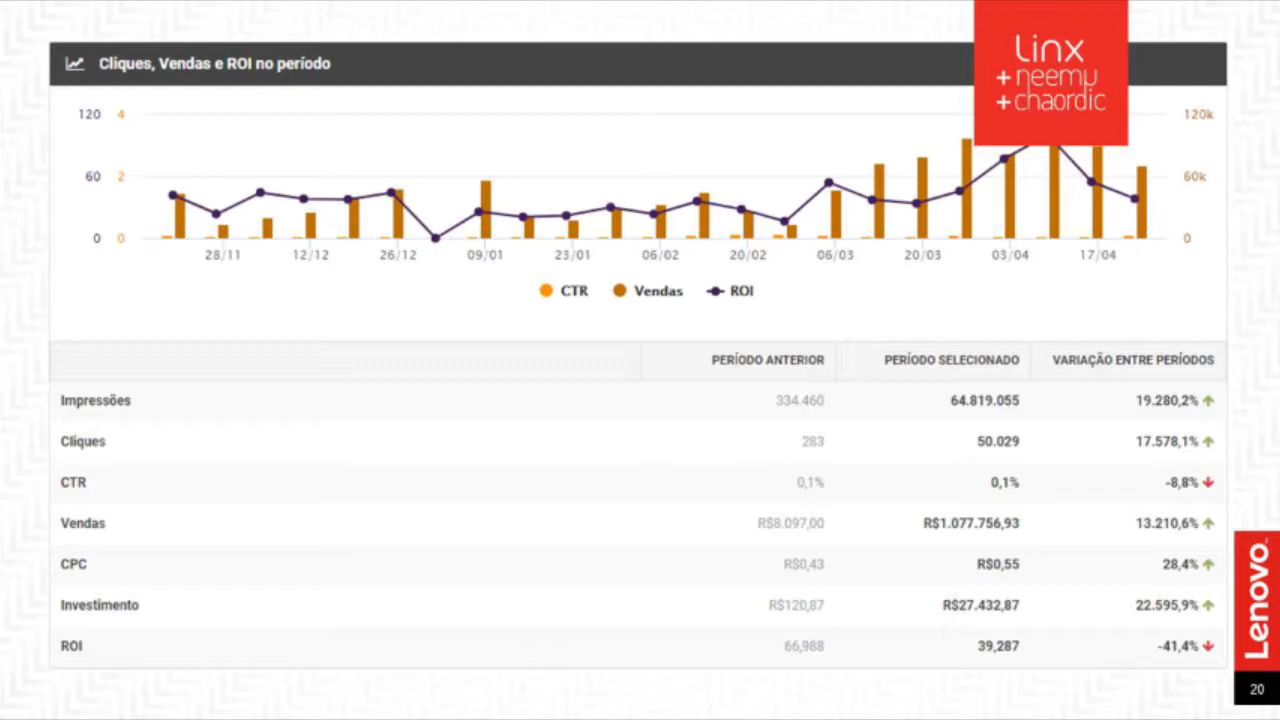 Linx
+neemu
+chaordic
Cliques, Vendas e ROI no período
120 4 120k
60 2 60k
0 0 0
28/11 12/12 26/12 09/01 23/01 06/02 20/02 06/03 20/03 03/04 17/04
CTR Vendas ROI
PERÍODO ANTERIOR PERÍODO SELECIONADO VARIAÇÃO ENTRE PERÍODOS
Impressões 334.460 64.819.055 19.280,2%
Cliques 283 50.029 17.578,1%
CTR 0,1% 0,1% -8,8%
Vendas R$8.097,00 R$1.077.756,93 13.210,6%
CPC R$0,43 R$0,55 28,4%
Investimento R$120,87 R$27.432,87 22.595,9%
ROI 66,988 39,287 -41,4%
Lenovo
20